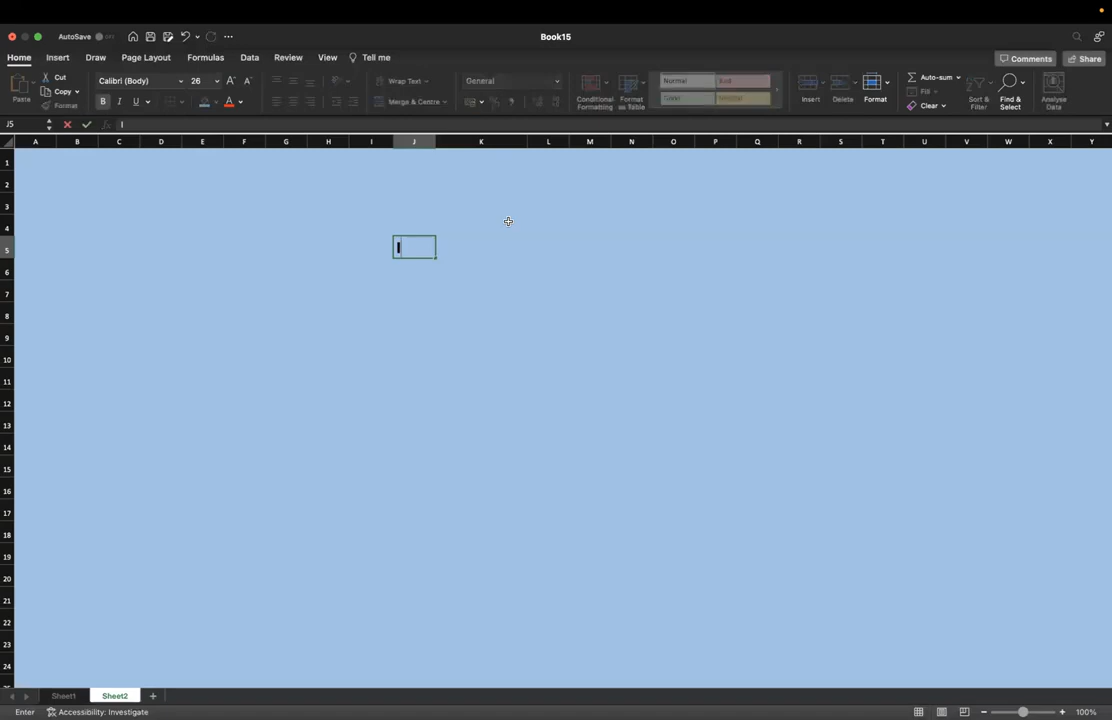 AutoSave OFF
Book15
Home Insert Draw Page Layout Formulas Data Review View Tell me
Comments Share
Paste
Cut
Copy
Format
Calibri (Body) 26
B I U
Wrap Text
Merge & Centre
General
Conditional Formatting
Format as Table
Normal Bad
Good Neutral
Insert
Delete
Format
Auto-sum
Fill
Clear
Sort & Filter
Find & Select
Analyse Data
J5 fx I
A B C D E F G H I J K L M N O P Q R S T U V W X Y
1
2
3
4
5 I
6
7
8
9
10
11
12
13
14
15
16
17
18
19
20
21
22
23
24
Sheet1 Sheet2
Enter Accessibility: Investigate 100%